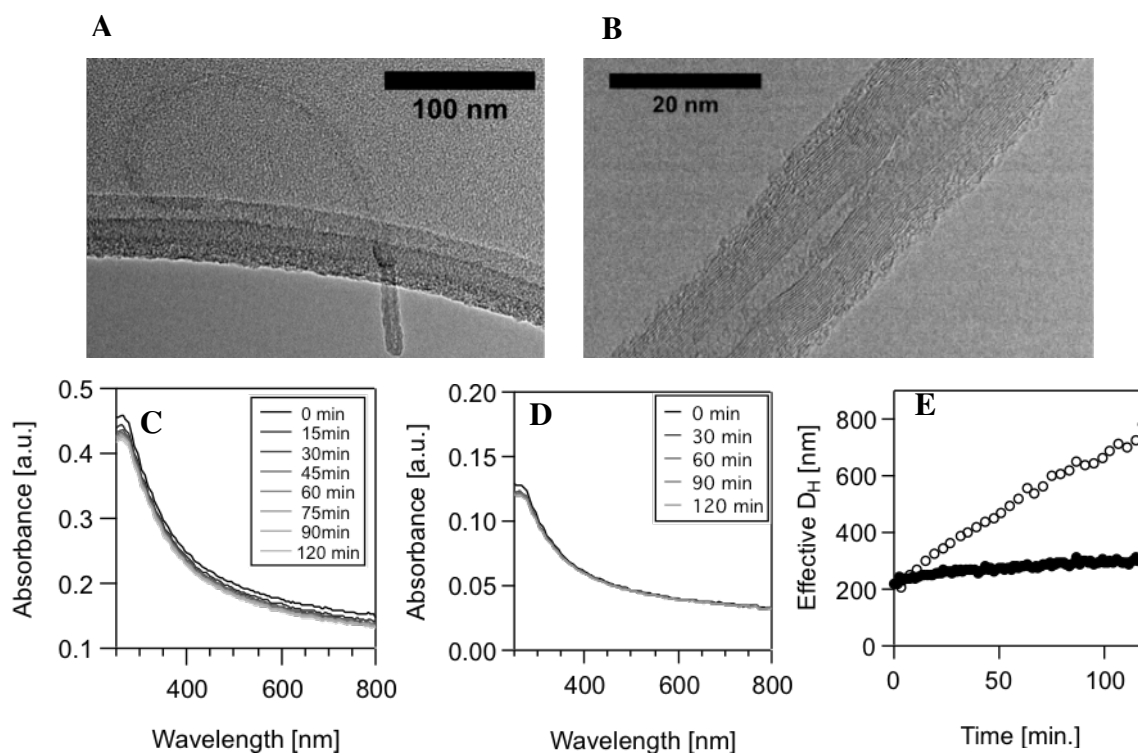 A
B
100 nm
20 nm
C
0.5
0.4
0.3
0.2
0.1
Absorbance [a.u.]
0 min
15min
30min
45min
60 min
75min
90min
120 min
400
600
800
Wavelength [nm]
D
0.20
0.15
0.10
0.05
0.00
Absorbance [a.u.]
0 min
30 min
60 min
90 min
120 min
400
600
800
Wavelength [nm]
E
800
600
400
200
0
Effective D_H [nm]
0
50
100
Time [min.]